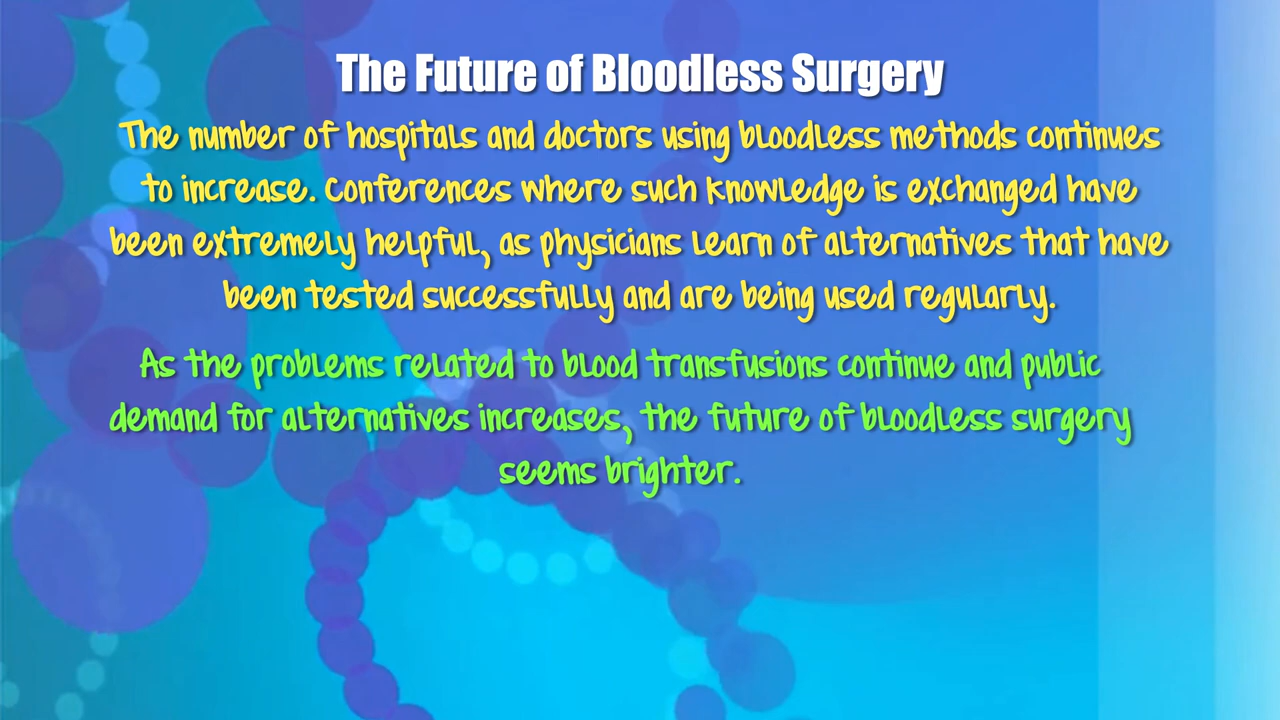 The Future of Bloodless Surgery
The number of hospitals and doctors using bloodless methods continues
to increase. Conferences where such knowledge is exchanged have
been extremely helpful, as physicians learn of alternatives that have
been tested successfully and are being used regularly.
As the problems related to blood transfusions continue and public
demand for alternatives increases, the future of bloodless surgery
seems brighter.